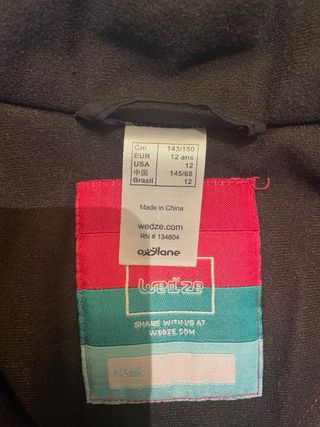 Cm 143/150
EUR 12 ans
USA 12
中国 145/68
Brazil 12
Made in China
wedze.com
RN # 134604
oxylane
wed'ze
SHARE WITH US AT
WEDZE.COM
NAME: